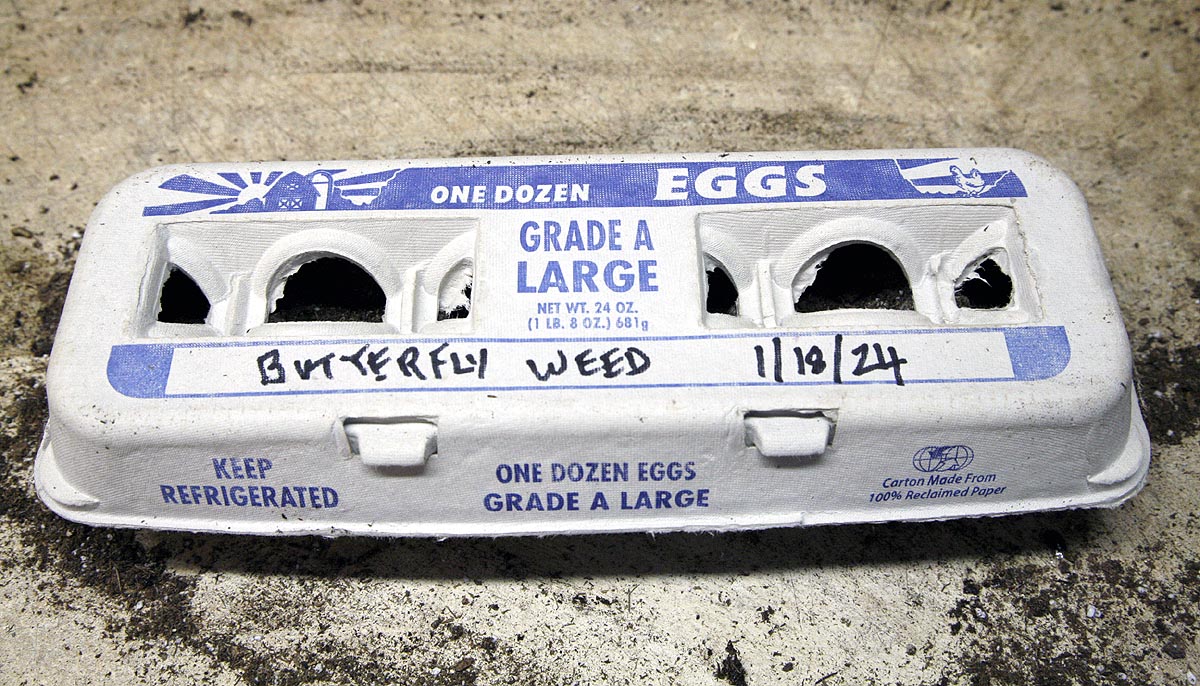 ONE DOZEN EGGS
GRADE A
LARGE
NET WT. 24 OZ.
(1 LB. 8 OZ.) 681g
BUTTERFLY WEED 1/18/24
KEEP
REFRIGERATED
ONE DOZEN EGGS
GRADE A LARGE
Carton Made From
100% Reclaimed Paper